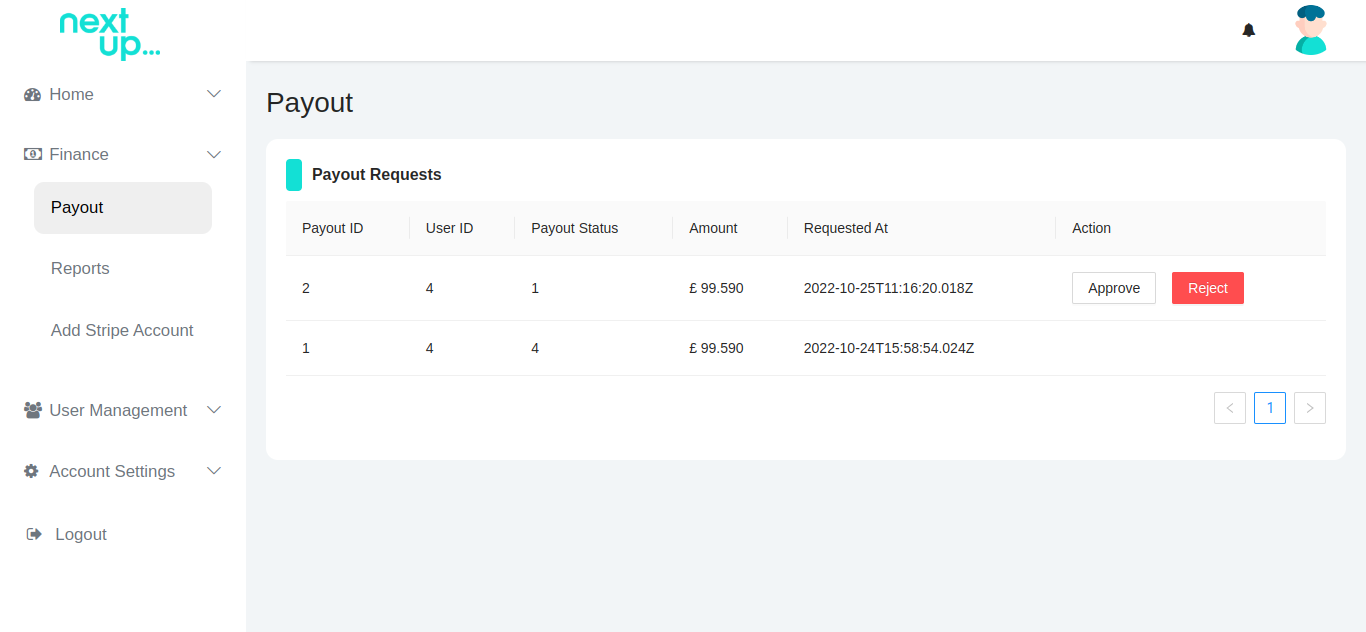 next
up...
Home
Finance
Payout
Reports
Add Stripe Account
User Management
Account Settings
Logout
Payout
Payout Requests
Payout ID User ID Payout Status Amount Requested At Action
2 4 1 £ 99.590 2022-10-25T11:16:20.018Z Approve Reject
1 4 4 £ 99.590 2022-10-24T15:58:54.024Z
< 1 >